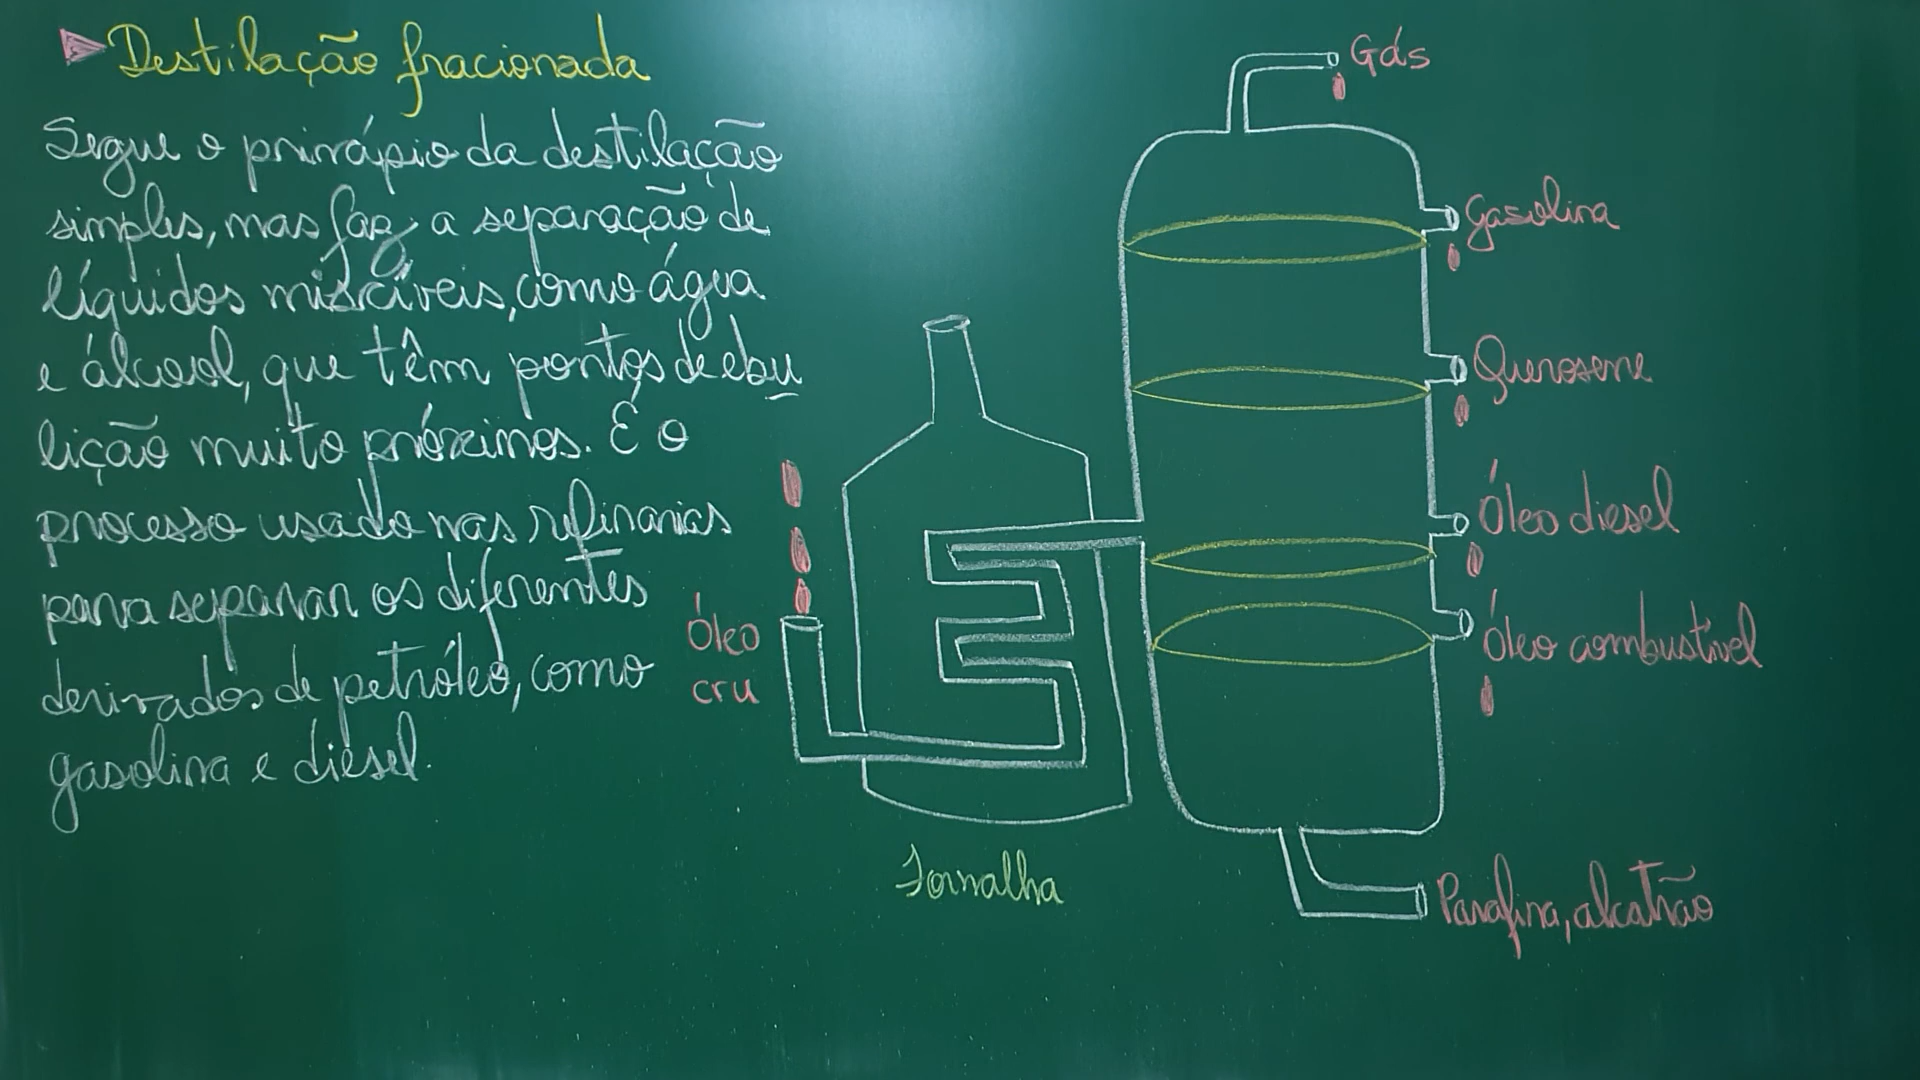 Destilação fracionada
Segue o princípio da destilação
simples, mas faz a separação de
líquidos miscíveis, como água
e álcool, que têm pontos de ebu
lição muito próximos. É o
processo usado nas refinarias
para separar os diferentes
derivados de petróleo, como
gasolina e diesel.
Óleo
cru
Fornalha
Gás
Gasolina
Querosene
Óleo diesel
Óleo combustível
Parafina, alcatrão